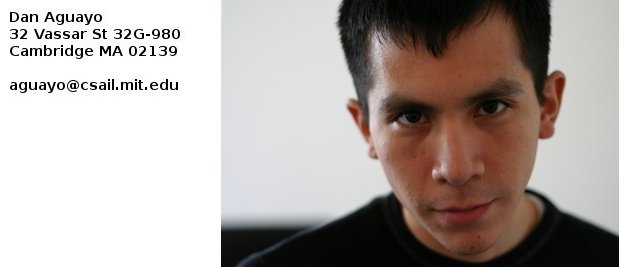 Dan Aguayo
32 Vassar St 32G-980
Cambridge MA 02139
aguayo@csail.mit.edu